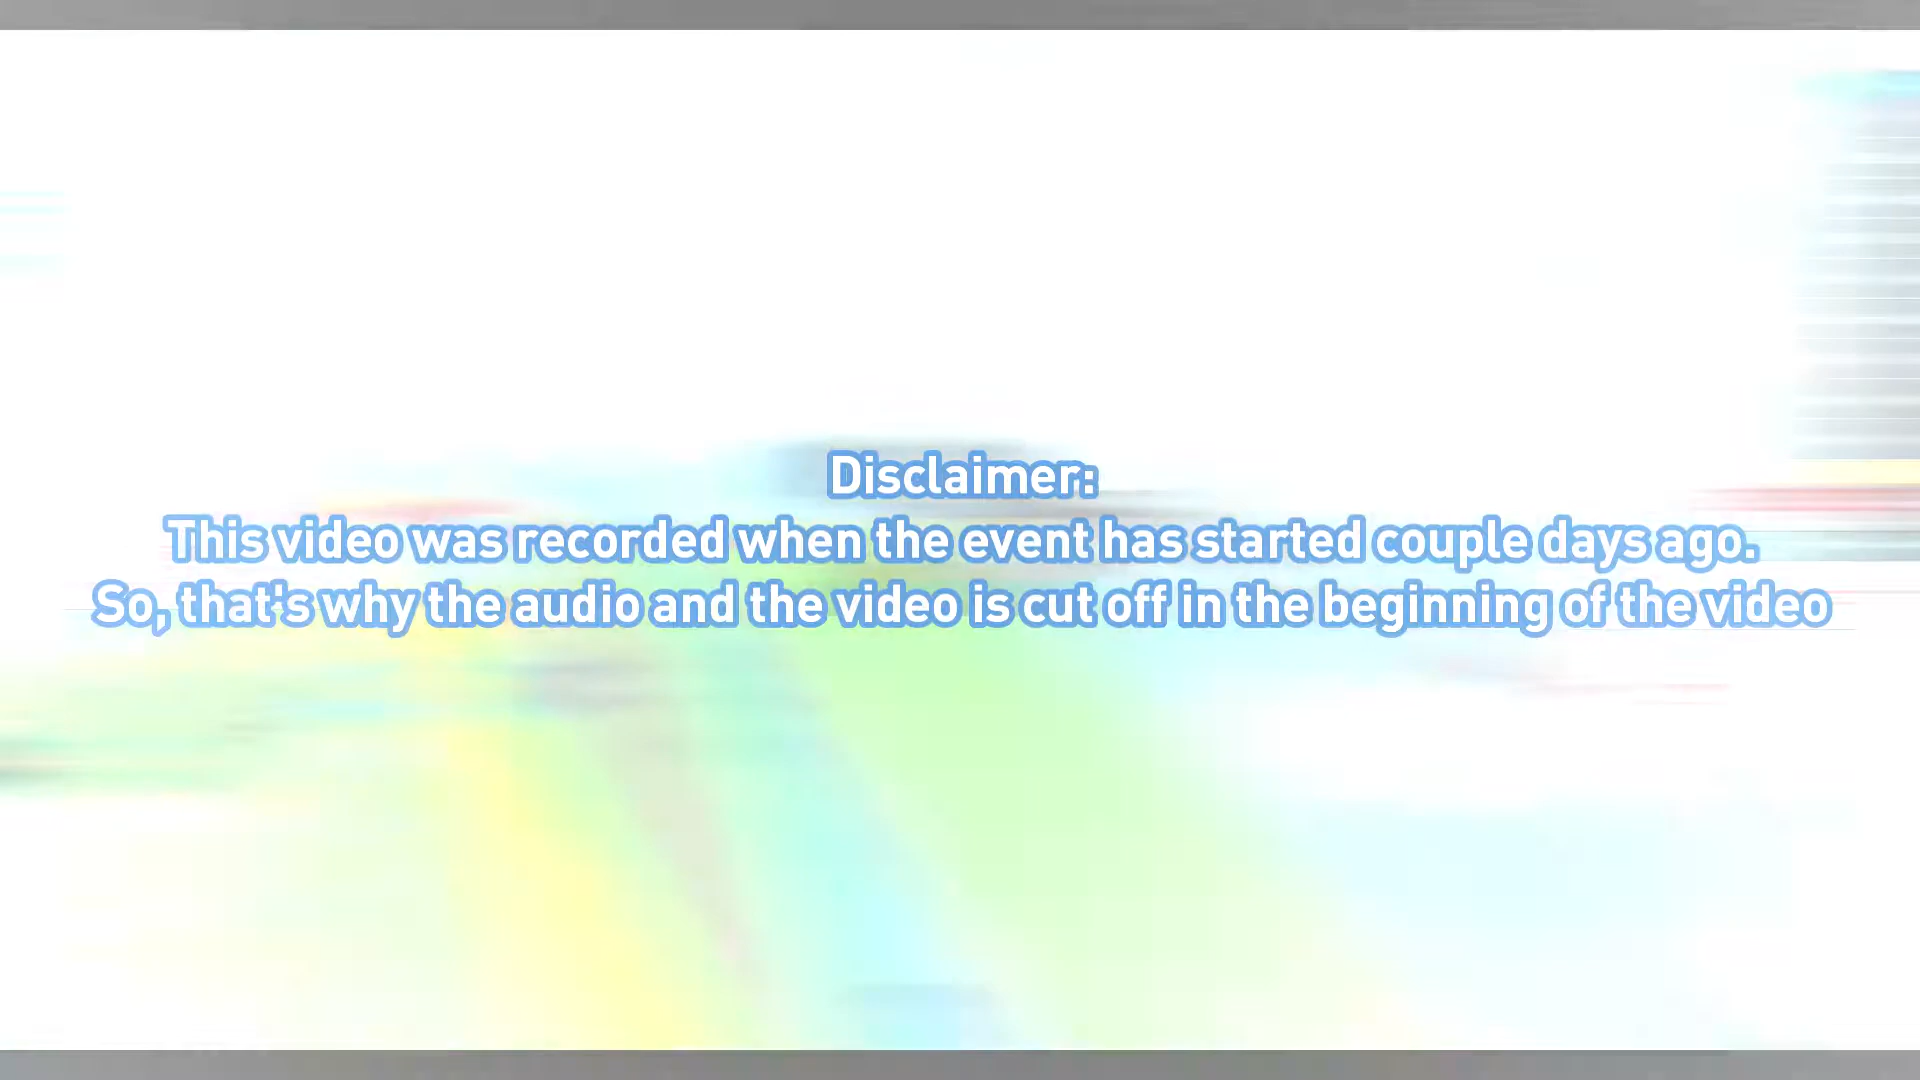 Disclaimer:
This video was recorded when the event has started couple days ago.
So, that's why the audio and the video is cut off in the beginning of the video